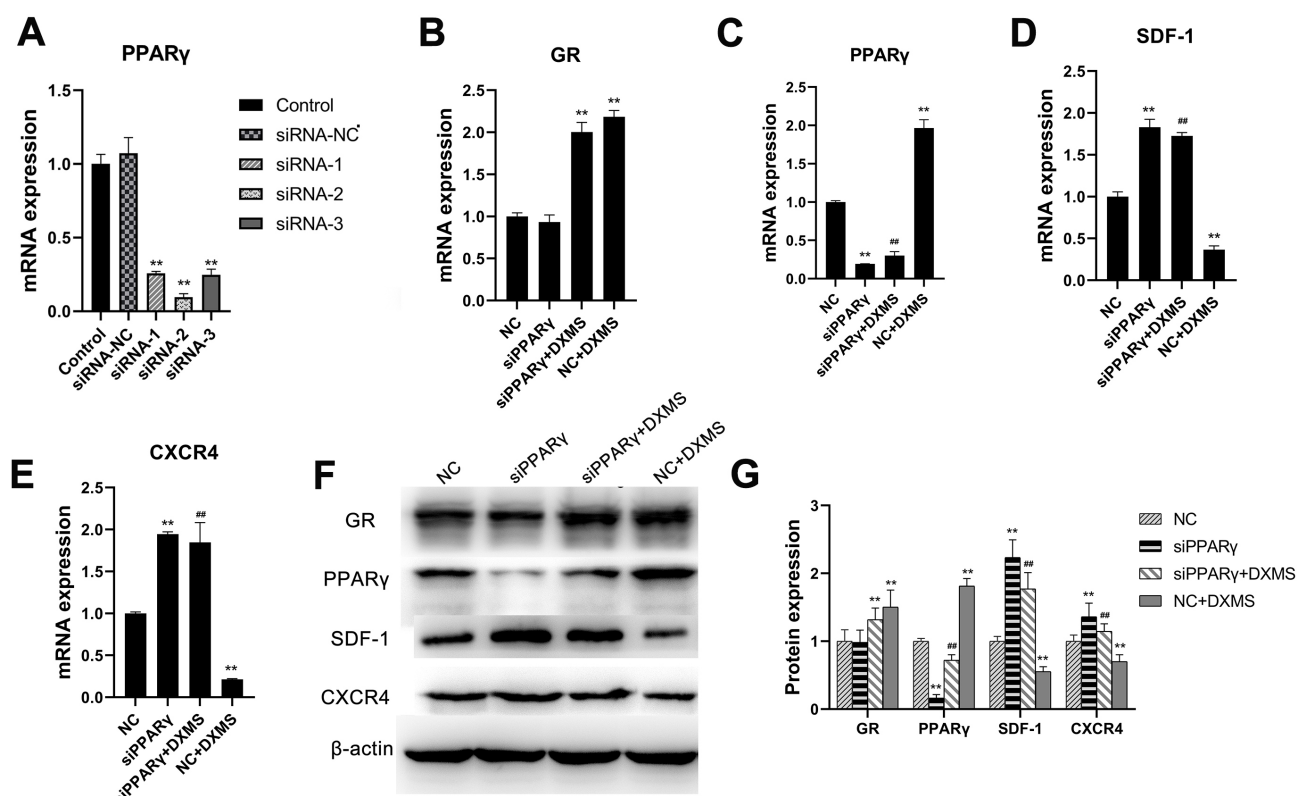 A
PPARγ
mRNA expression
1.5
1.0
0.5
0.0
Control
siRNA-NC
siRNA-1
siRNA-2
siRNA-3
**
**
**
Control
siRNA-NC
siRNA-1
siRNA-2
siRNA-3
B
GR
mRNA expression
2.5
2.0
1.5
1.0
0.5
0.0
**
**
NC
siPPARγ
siPPARγ+DXMS
NC+DXMS
C
PPARγ
mRNA expression
2.5
2.0
1.5
1.0
0.5
0.0
**
##
**
NC
siPPARγ
siPPARγ+DXMS
NC+DXMS
D
SDF-1
mRNA expression
2.5
2.0
1.5
1.0
0.5
0.0
**
##
**
NC
siPPARγ
siPPARγ+DXMS
NC+DXMS
E
CXCR4
mRNA expression
2.5
2.0
1.5
1.0
0.5
0.0
**
##
**
NC
siPPARγ
iPPARγ+DXMS
NC+DXMS
F
NC
siPPARγ
siPPARγ+DXMS
NC+DXMS
GR
PPARγ
SDF-1
CXCR4
β-actin
G
Protein expression
3
2
1
0
**
**
**
##
**
**
##
**
**
##
**
GR
PPARγ
SDF-1
CXCR4
NC
siPPARγ
siPPARγ+DXMS
NC+DXMS